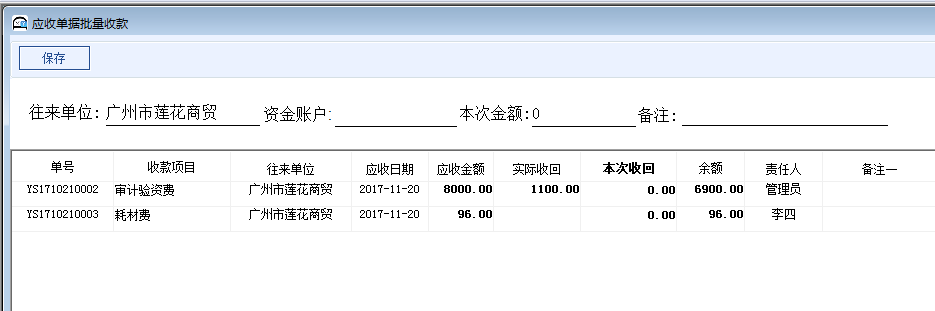 应收单据批量收款
保存
往来单位: 广州市莲花商贸 资金账户: 本次金额:0 备注:
单号 收款项目 往来单位 应收日期 应收金额 实际收回 本次收回 余额 责任人 备注一
YS1710210002 审计验资费 广州市莲花商贸 2017-11-20 8000.00 1100.00 0.00 6900.00 管理员
YS1710210003 耗材费 广州市莲花商贸 2017-11-20 96.00 0.00 96.00 李四